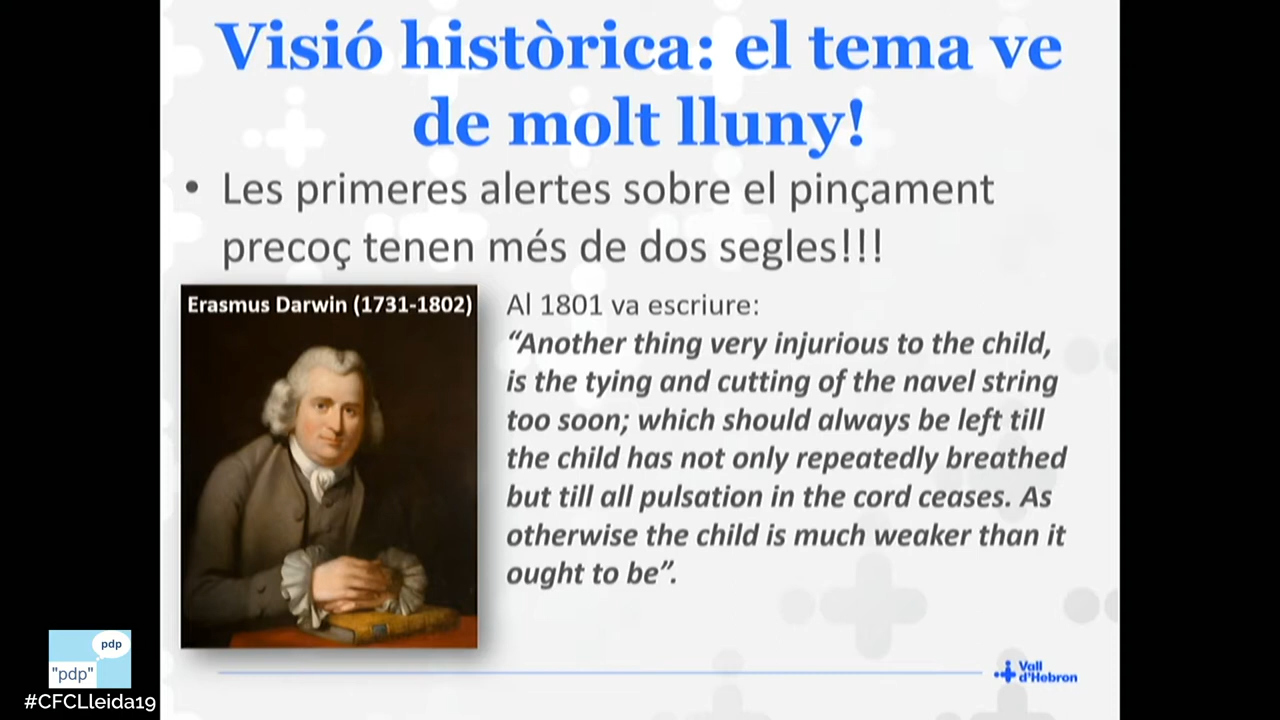 Visió històrica: el tema ve
de molt lluny!
• Les primeres alertes sobre el pinçament
precoç tenen més de dos segles!!!
Erasmus Darwin (1731-1802)
Al 1801 va escriure:
“Another thing very injurious to the child,
is the tying and cutting of the navel string
too soon; which should always be left till
the child has not only repeatedly breathed
but till all pulsation in the cord ceases. As
otherwise the child is much weaker than it
ought to be”.
pdp
"pdp"
#CFCLleida19
Vall
d'Hebron